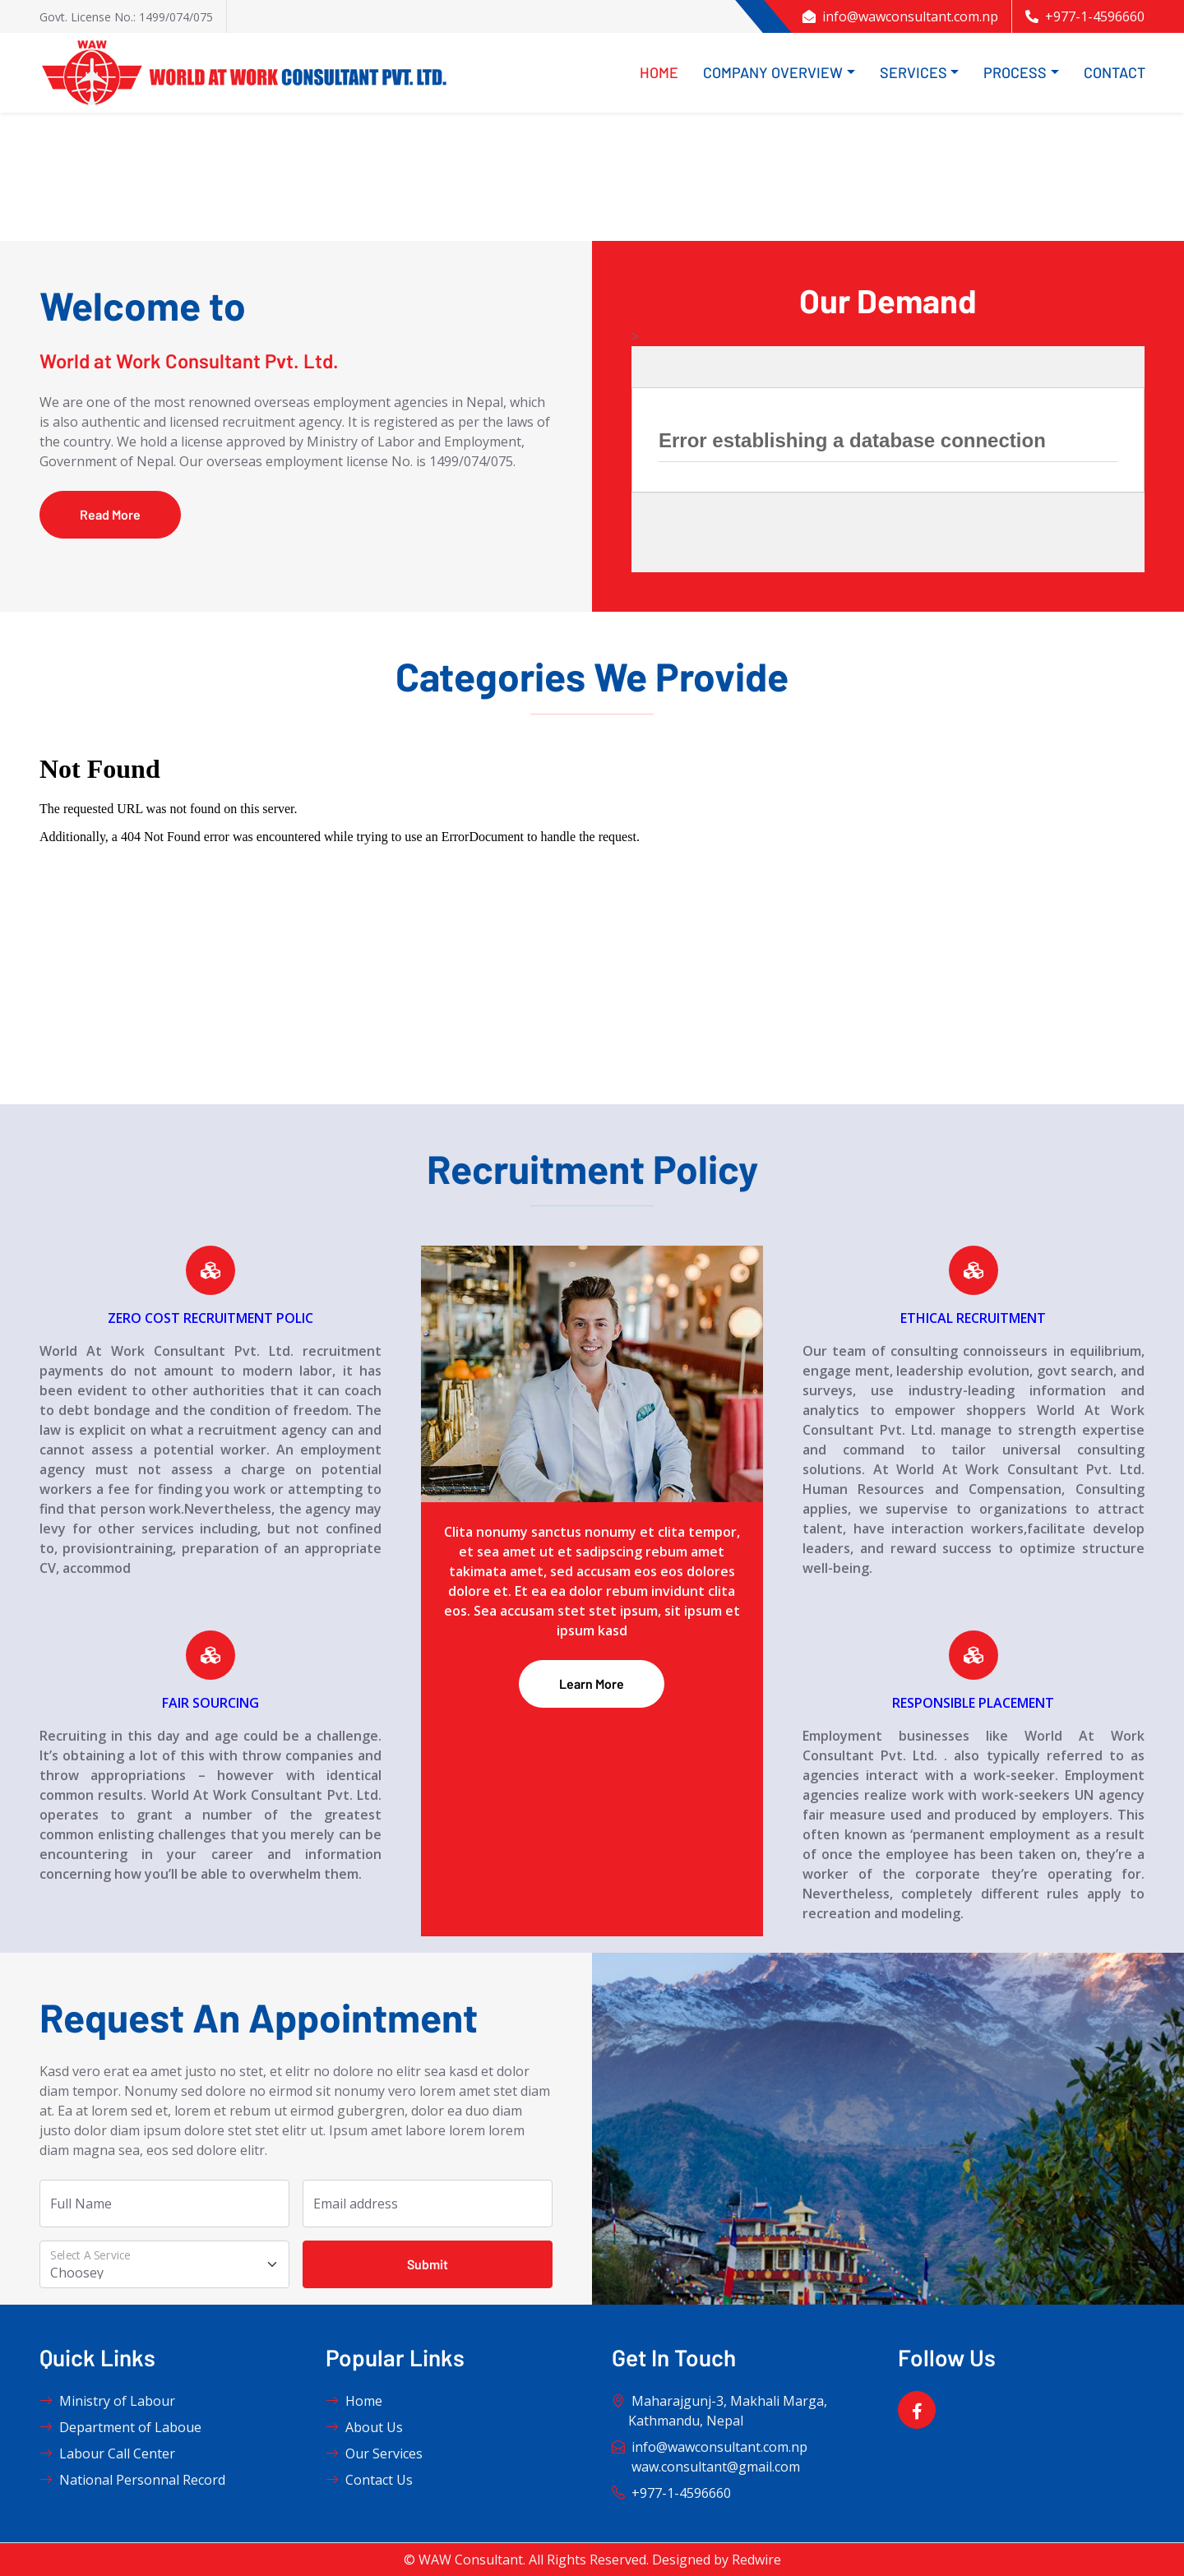 Govt. License No.: 1499/074/075
info@wawconsultant.com.np
+977-1-4596660
WAW
WORLD AT WORK CONSULTANT PVT. LTD.
HOME
COMPANY OVERVIEW
SERVICES
PROCESS
CONTACT
Welcome to
World at Work Consultant Pvt. Ltd.
We are one of the most renowned overseas employment agencies in Nepal, which
is also authentic and licensed recruitment agency. It is registered as per the laws of
the country. We hold a license approved by Ministry of Labor and Employment,
Government of Nepal. Our overseas employment license No. is 1499/074/075.
Read More
Our Demand
>
Error establishing a database connection
Categories We Provide
Not Found
The requested URL was not found on this server.
Additionally, a 404 Not Found error was encountered while trying to use an ErrorDocument to handle the request.
Recruitment Policy
ZERO COST RECRUITMENT POLIC
World At Work Consultant Pvt. Ltd. recruitment
payments do not amount to modern labor, it has
been evident to other authorities that it can coach
to debt bondage and the condition of freedom. The
law is explicit on what a recruitment agency can and
cannot assess a potential worker. An employment
agency must not assess a charge on potential
workers a fee for finding you work or attempting to
find that person work.Nevertheless, the agency may
levy for other services including, but not confined
to, provisiontraining, preparation of an appropriate
CV, accommod
FAIR SOURCING
Recruiting in this day and age could be a challenge.
It’s obtaining a lot of this with throw companies and
throw appropriations – however with identical
common results. World At Work Consultant Pvt. Ltd.
operates to grant a number of the greatest
common enlisting challenges that you merely can be
encountering in your career and information
concerning how you’ll be able to overwhelm them.
Clita nonumy sanctus nonumy et clita tempor,
et sea amet ut et sadipscing rebum amet
takimata amet, sed accusam eos eos dolores
dolore et. Et ea ea dolor rebum invidunt clita
eos. Sea accusam stet stet ipsum, sit ipsum et
ipsum kasd
Learn More
ETHICAL RECRUITMENT
Our team of consulting connoisseurs in equilibrium,
engage ment, leadership evolution, govt search, and
surveys, use industry-leading information and
analytics to empower shoppers World At Work
Consultant Pvt. Ltd. manage to strength expertise
and command to tailor universal consulting
solutions. At World At Work Consultant Pvt. Ltd.
Human Resources and Compensation, Consulting
applies, we supervise to organizations to attract
talent, have interaction workers,facilitate develop
leaders, and reward success to optimize structure
well-being.
RESPONSIBLE PLACEMENT
Employment businesses like World At Work
Consultant Pvt. Ltd. . also typically referred to as
agencies interact with a work-seeker. Employment
agencies realize work with work-seekers UN agency
fair measure used and produced by employers. This
often known as ‘permanent employment as a result
of once the employee has been taken on, they’re a
worker of the corporate they’re operating for.
Nevertheless, completely different rules apply to
recreation and modeling.
Request An Appointment
Kasd vero erat ea amet justo no stet, et elitr no dolore no elitr sea kasd et dolor
diam tempor. Nonumy sed dolore no eirmod sit nonumy vero lorem amet stet diam
at. Ea at lorem sed et, lorem et rebum ut eirmod gubergren, dolor ea duo diam
justo dolor diam ipsum dolore stet stet elitr ut. Ipsum amet labore lorem lorem
diam magna sea, eos sed dolore elitr.
Full Name
Email address
Select A Service
Choosey
Submit
Quick Links
Ministry of Labour
Department of Laboue
Labour Call Center
National Personnal Record
Popular Links
Home
About Us
Our Services
Contact Us
Get In Touch
Maharajgunj-3, Makhali Marga,
Kathmandu, Nepal
info@wawconsultant.com.np
waw.consultant@gmail.com
+977-1-4596660
Follow Us
© WAW Consultant. All Rights Reserved. Designed by Redwire